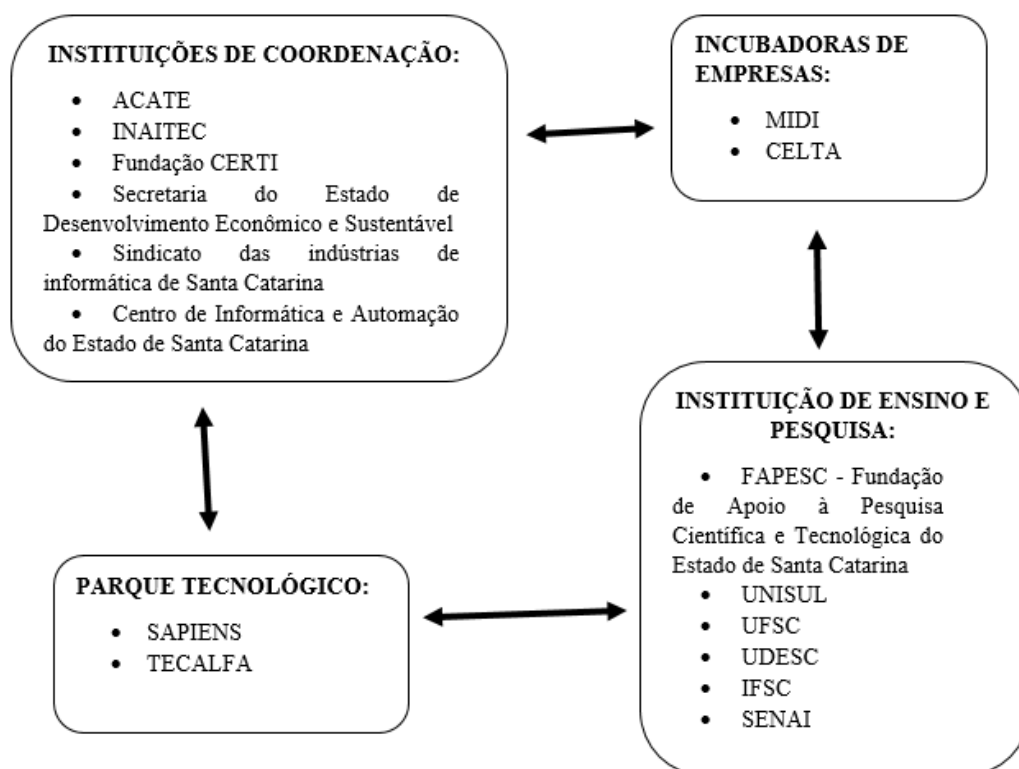 INSTITUIÇÕES DE COORDENAÇÃO:
• ACATE
• INAITEC
• Fundação CERTI
• Secretaria do Estado de
Desenvolvimento Econômico e Sustentável
• Sindicato das indústrias de
informática de Santa Catarina
• Centro de Informática e Automação
do Estado de Santa Catarina
INCUBADORAS DE
EMPRESAS:
• MIDI
• CELTA
PARQUE TECNOLÓGICO:
• SAPIENS
• TECALFA
INSTITUIÇÃO DE ENSINO E
PESQUISA:
• FAPESC - Fundação
de Apoio à Pesquisa
Científica e Tecnológica do
Estado de Santa Catarina
• UNISUL
• UFSC
• UDESC
• IFSC
• SENAI